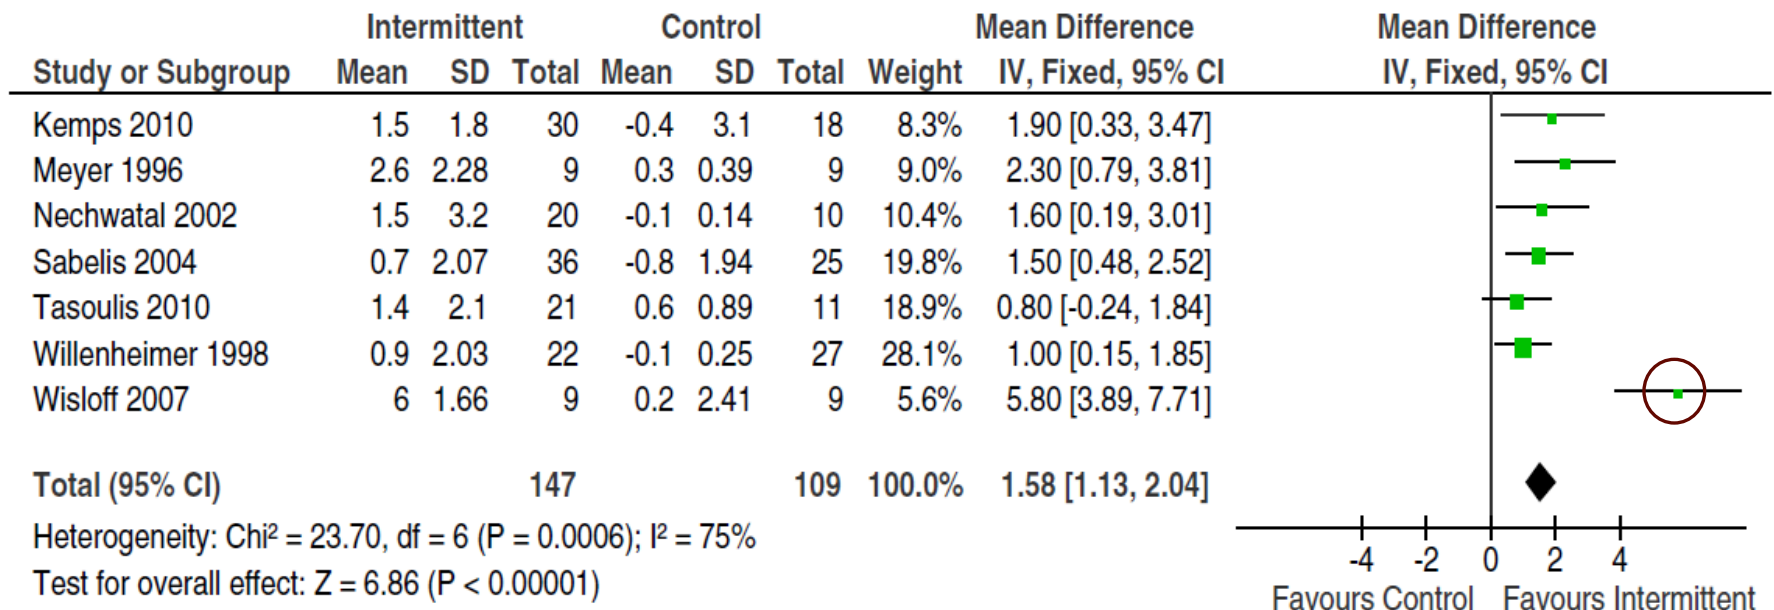 Intermittent Control Mean Difference Mean Difference
Study or Subgroup Mean SD Total Mean SD Total Weight IV, Fixed, 95% CI IV, Fixed, 95% CI
Kemps 2010 1.5 1.8 30 -0.4 3.1 18 8.3% 1.90 [0.33, 3.47]
Meyer 1996 2.6 2.28 9 0.3 0.39 9 9.0% 2.30 [0.79, 3.81]
Nechwatal 2002 1.5 3.2 20 -0.1 0.14 10 10.4% 1.60 [0.19, 3.01]
Sabelis 2004 0.7 2.07 36 -0.8 1.94 25 19.8% 1.50 [0.48, 2.52]
Tasoulis 2010 1.4 2.1 21 0.6 0.89 11 18.9% 0.80 [-0.24, 1.84]
Willenheimer 1998 0.9 2.03 22 -0.1 0.25 27 28.1% 1.00 [0.15, 1.85]
Wisloff 2007 6 1.66 9 0.2 2.41 9 5.6% 5.80 [3.89, 7.71]
Total (95% CI) 147 109 100.0% 1.58 [1.13, 2.04]
Heterogeneity: Chi² = 23.70, df = 6 (P = 0.0006); I² = 75%
Test for overall effect: Z = 6.86 (P < 0.00001)
-4 -2 0 2 4
Favours Control Favours Intermittent